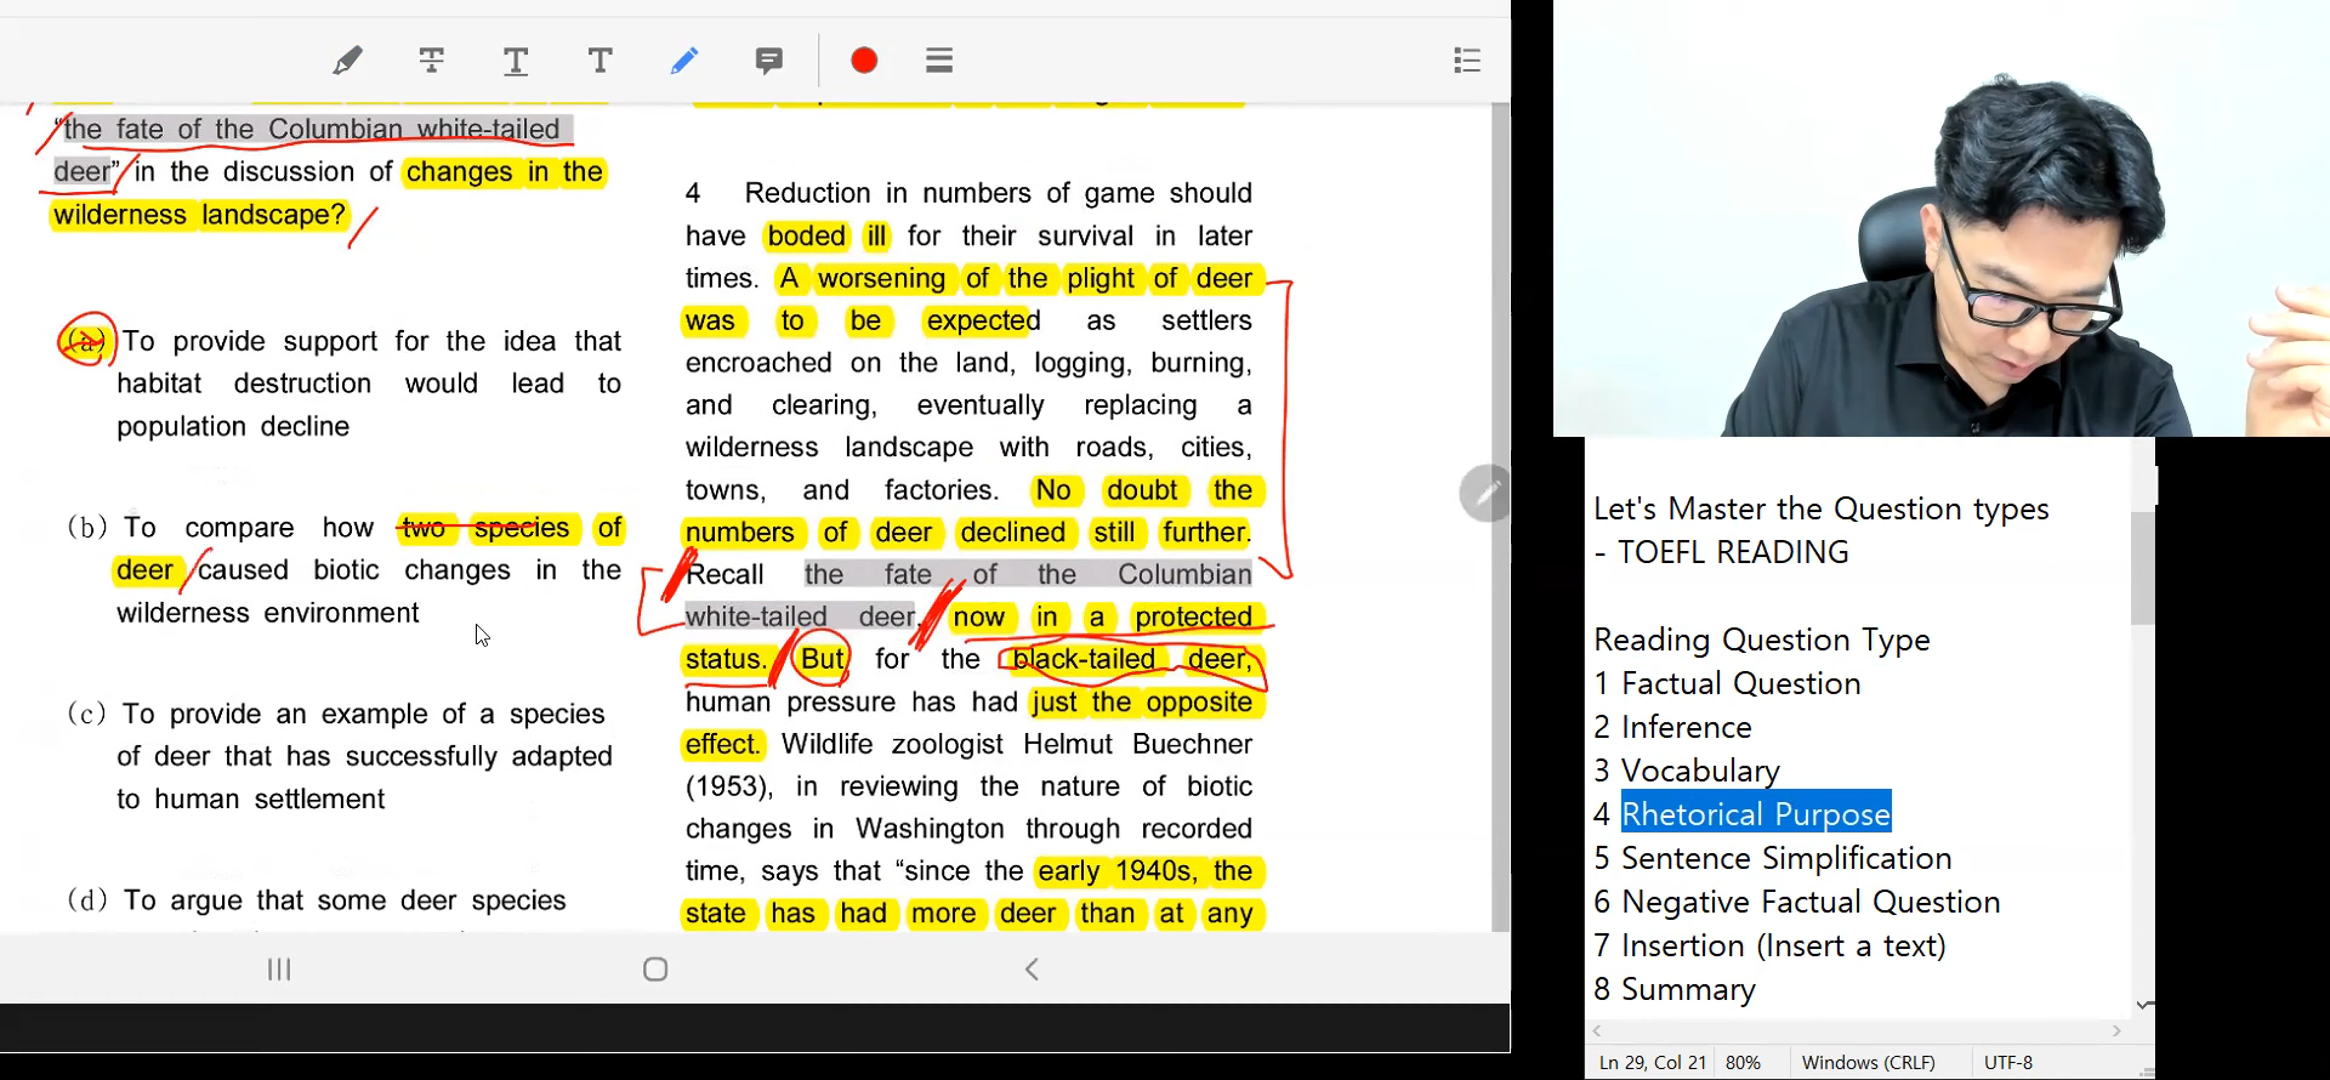 “the fate of the Columbian white-tailed
deer” in the discussion of changes in the
wilderness landscape?
(a) To provide support for the idea that
habitat destruction would lead to
population decline
(b) To compare how two species of
deer caused biotic changes in the
wilderness environment
(c) To provide an example of a species
of deer that has successfully adapted
to human settlement
(d) To argue that some deer species
4 Reduction in numbers of game should
have boded ill for their survival in later
times. A worsening of the plight of deer
was to be expected as settlers
encroached on the land, logging, burning,
and clearing, eventually replacing a
wilderness landscape with roads, cities,
towns, and factories. No doubt the
numbers of deer declined still further.
Recall the fate of the Columbian
white-tailed deer, now in a protected
status. But for the black-tailed deer,
human pressure has had just the opposite
effect. Wildlife zoologist Helmut Buechner
(1953), in reviewing the nature of biotic
changes in Washington through recorded
time, says that “since the early 1940s, the
state has had more deer than at any
Let's Master the Question types
- TOEFL READING
Reading Question Type
1 Factual Question
2 Inference
3 Vocabulary
4 Rhetorical Purpose
5 Sentence Simplification
6 Negative Factual Question
7 Insertion (Insert a text)
8 Summary
Ln 29, Col 21 80% Windows (CRLF) UTF-8